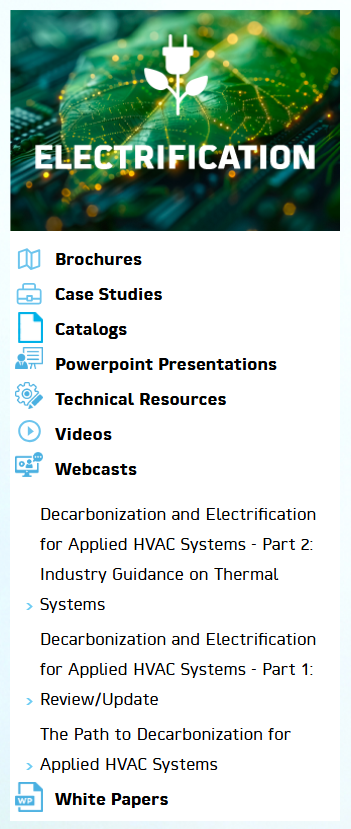 ELECTRIFICATION
Brochures
Case Studies
Catalogs
Powerpoint Presentations
Technical Resources
Videos
Webcasts
Decarbonization and Electrification
for Applied HVAC Systems - Part 2:
Industry Guidance on Thermal
Systems
Decarbonization and Electrification
for Applied HVAC Systems - Part 1:
Review/Update
The Path to Decarbonization for
Applied HVAC Systems
WP White Papers